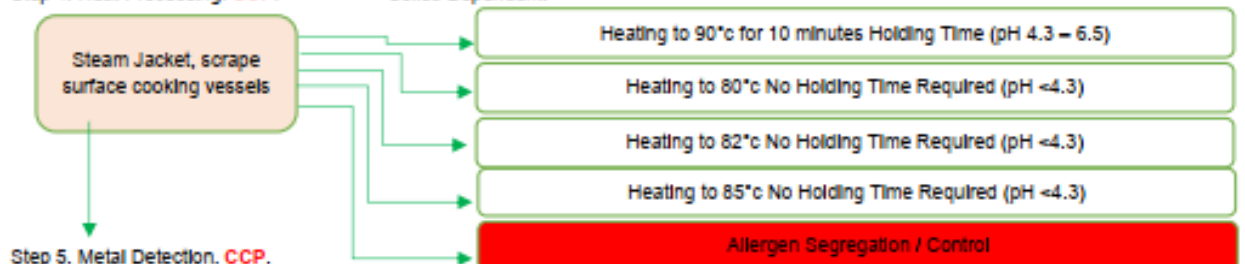 Heating to 90°c for 10 minutes Holding Time (pH 4.3 – 6.5)
Steam Jacket, scrape
surface cooking vessels
Heating to 80°c No Holding Time Required (pH <4.3)
Heating to 82°c No Holding Time Required (pH <4.3)
Heating to 85°c No Holding Time Required (pH <4.3)
Allergen Segregation / Control
Step 5. Metal Detection. CCP.